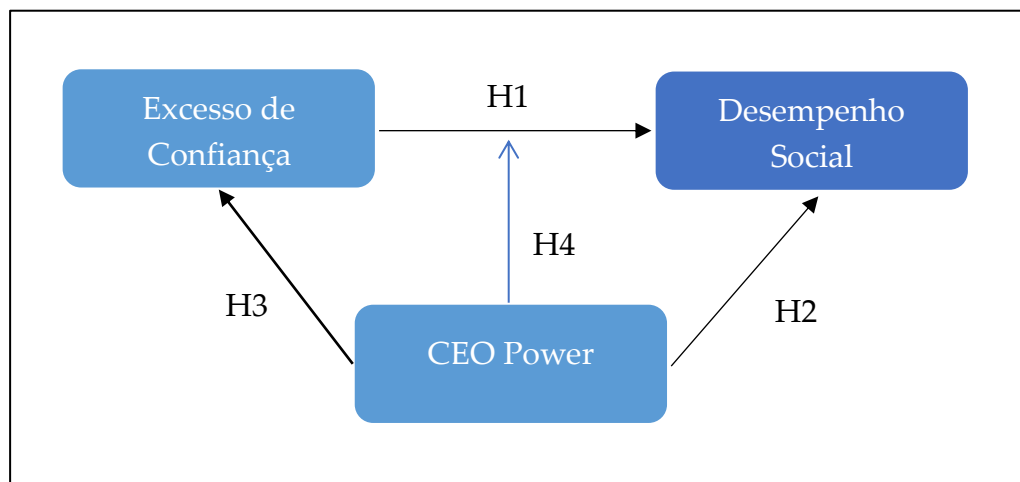 Excesso de
Confiança
H1
Desempenho
Social
H4
H3
H2
CEO Power